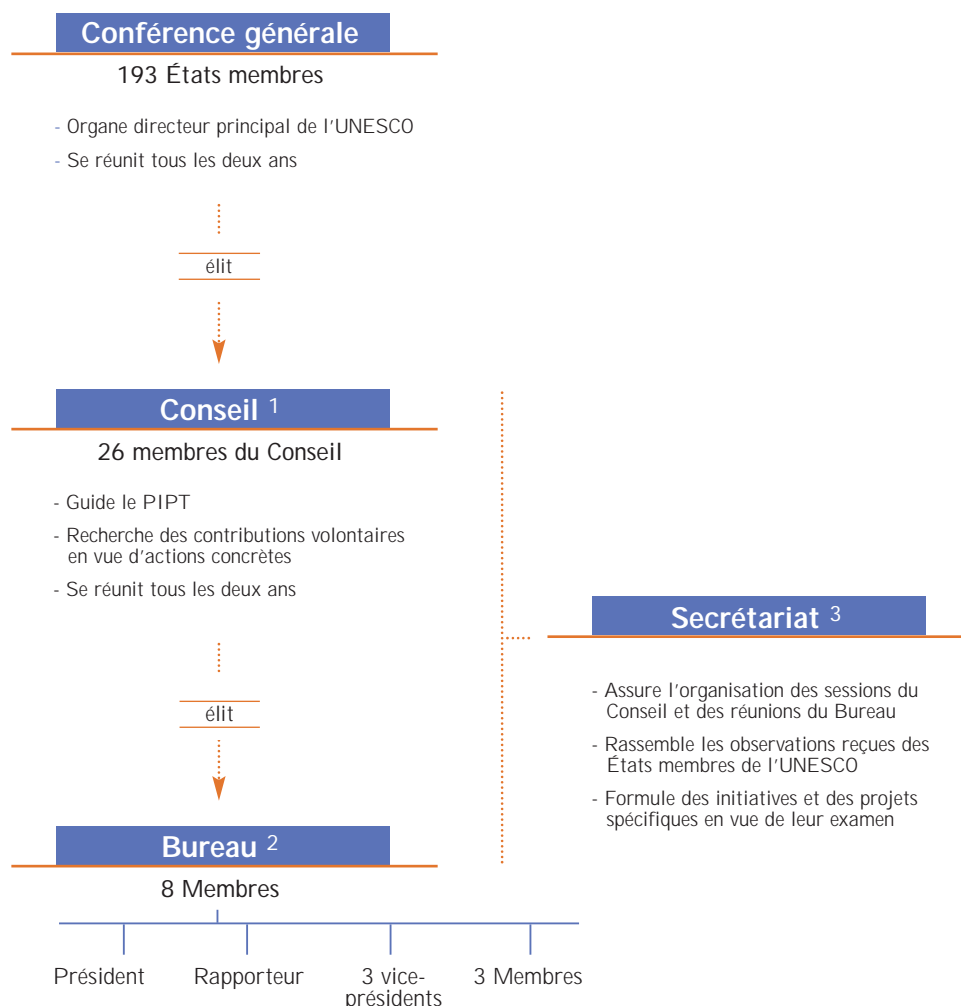 Conférence générale
193 États membres
- Organe directeur principal de l'UNESCO
- Se réunit tous les deux ans
élit
Conseil 1
26 membres du Conseil
- Guide le PIPT
- Recherche des contributions volontaires
en vue d'actions concrètes
- Se réunit tous les deux ans
élit
Secrétariat 3
- Assure l'organisation des sessions du
Conseil et des réunions du Bureau
- Rassemble les observations reçues des
États membres de l'UNESCO
- Formule des initiatives et des projets
spécifiques en vue de leur examen
Bureau 2
8 Membres
Président
Rapporteur
3 vice-
présidents
3 Membres